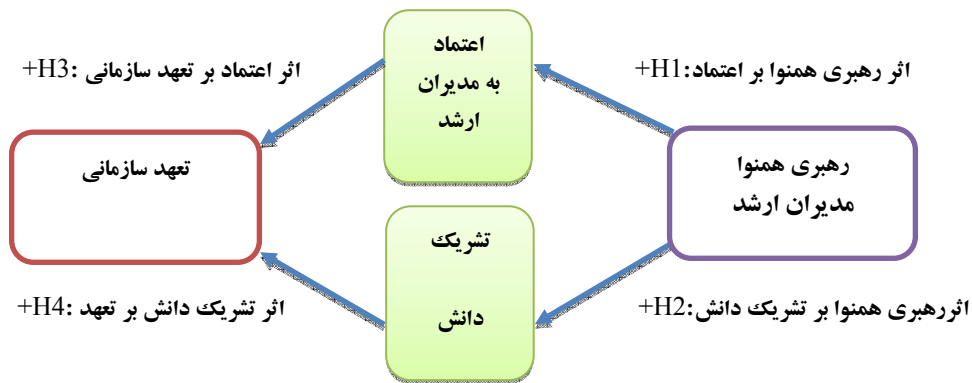 اعتماد
به مدیران
ارشد
اثر رهبری همنوا بر اعتماد:H1+
اثر اعتماد بر تعهد سازمانی :H3+
رهبری همنوا
مدیران ارشد
تعهد سازمانی
تشریک
دانش
اثررهبری همنوا بر تشریک دانش:H2+
اثر تشریک دانش بر تعهد :H4+